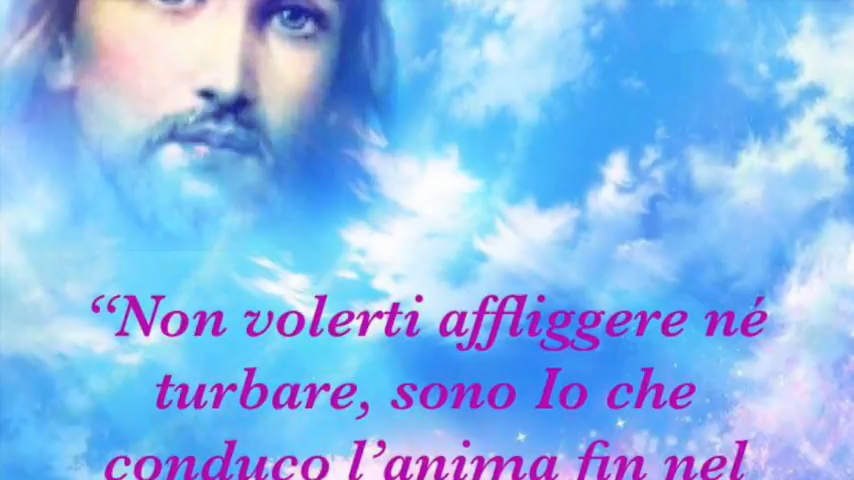 “Non volerti affliggere né
turbare, sono Io che
conduco l’anima fin nel